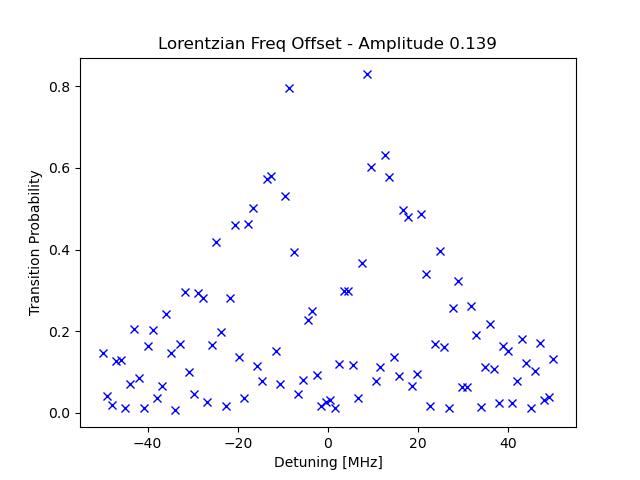 Lorentzian Freq Offset - Amplitude 0.139
Transition Probability
0.8
0.6
0.4
0.2
0.0
−40 −20 0 20 40
Detuning [MHz]